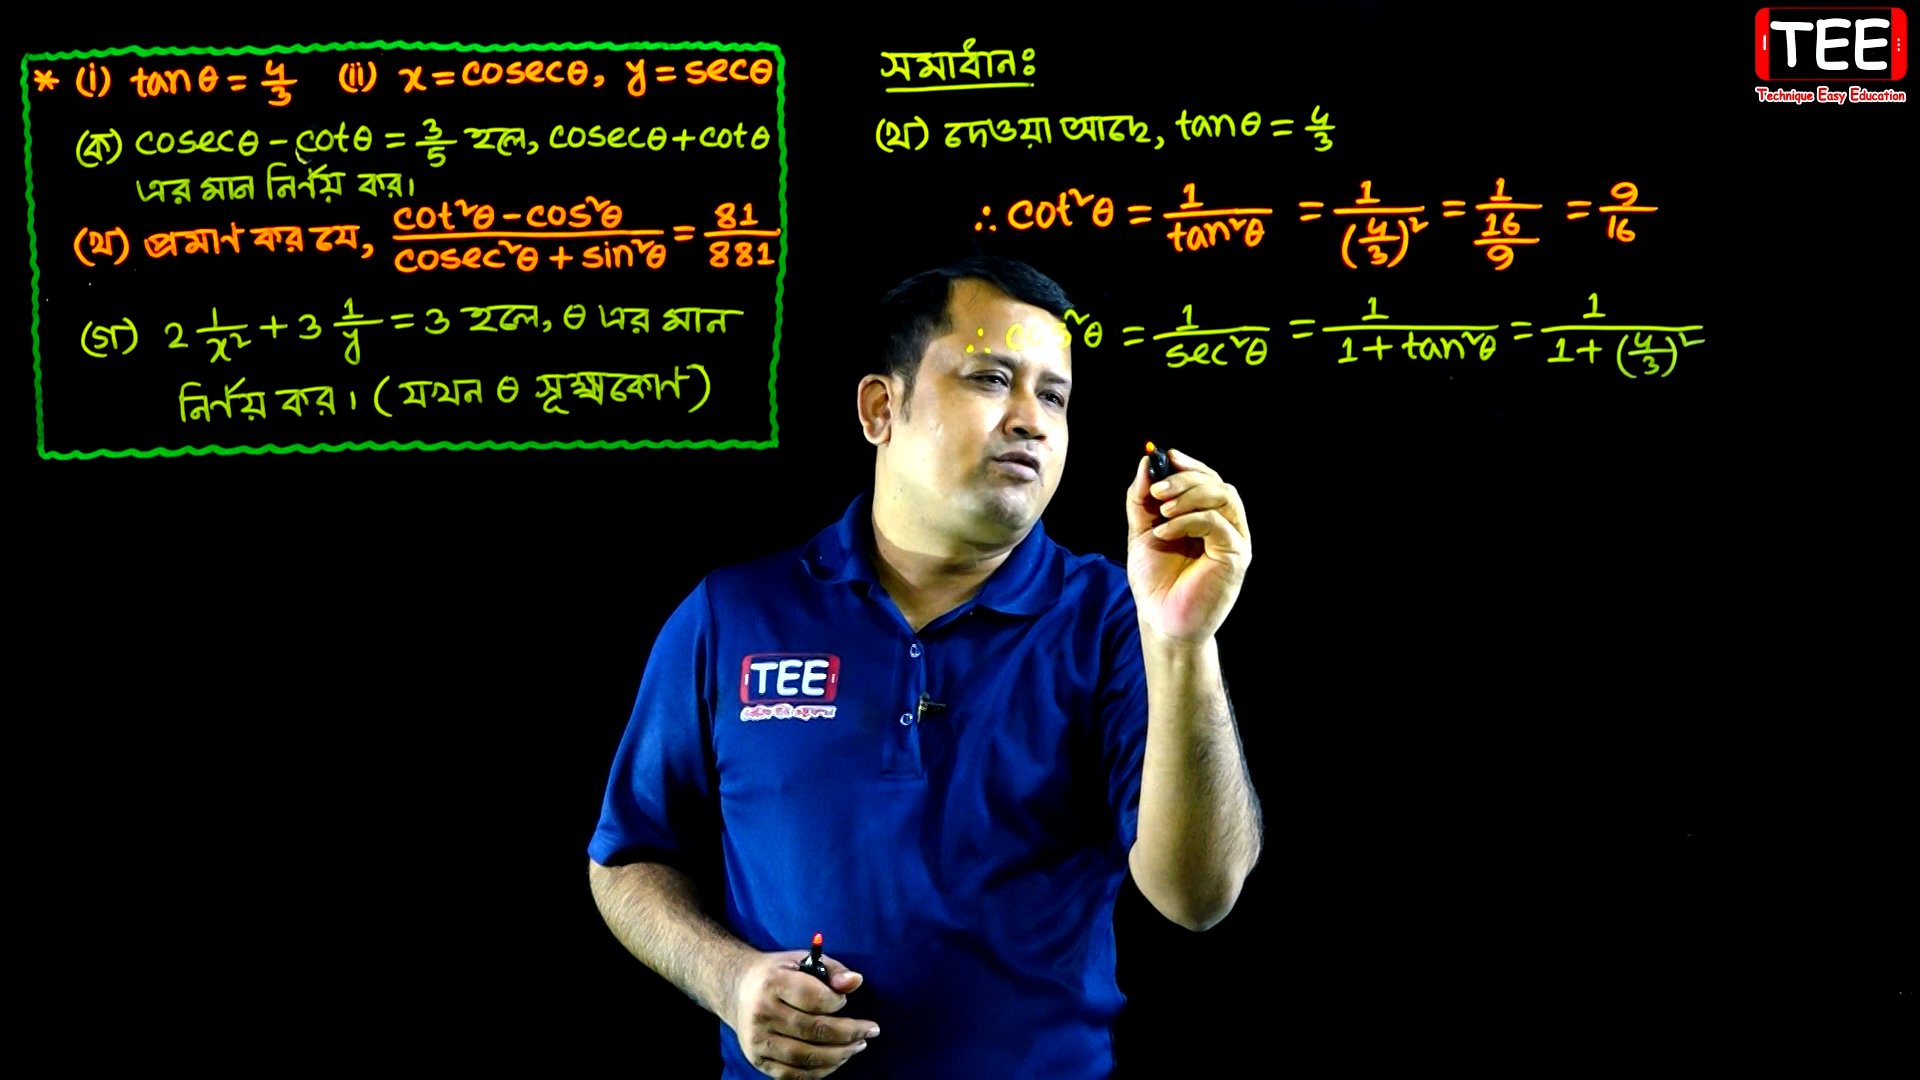 * (i) tanθ = 4/3 (ii) x = cosecθ, y = secθ
(ক) cosecθ - cotθ = 3/5 হলে, cosecθ + cotθ
এর মান নির্ণয় কর।
(খ) প্রমাণ কর যে, (cot²θ - cos²θ)/(cosec²θ + sin²θ) = 81/881
(গ) 2 1/x² + 3 1/y = 3 হলে, θ এর মান
নির্ণয় কর। (যখন θ সূক্ষ্মকোণ)
সমাধানঃ
(খ) দেওয়া আছে, tanθ = 4/3
∴ cot²θ = 1/tan²θ = 1/(4/3)² = 1/(16/9) = 9/16
∴ cos²θ = 1/sec²θ = 1/(1 + tan²θ) = 1/(1 + (4/3)²)
TEE
Technique Easy Education
TEE